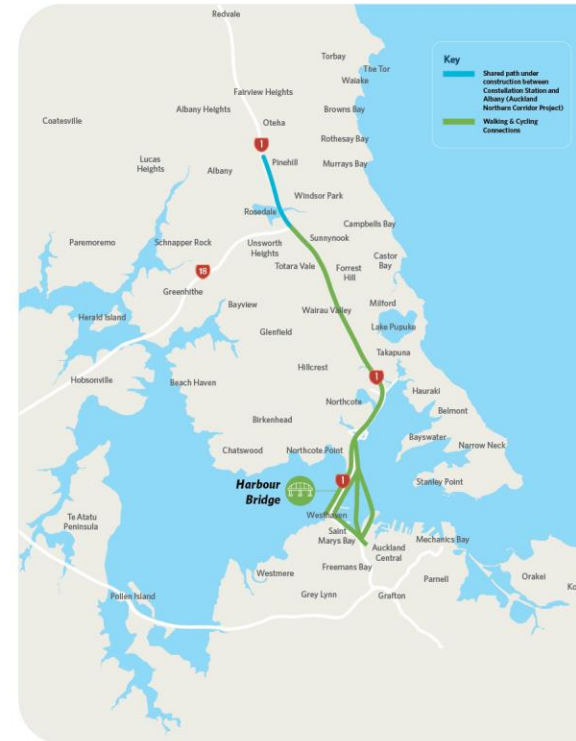 Redvale
Key
Shared path under
construction between
Constellation Station and
Albany (Auckland
Northern Corridor Project)
Walking & Cycling
Connections
Torbay
The Tor
Waiake
Fairview Heights
Albany Heights
Browns Bay
Coatesville
Oteha
Rothesay Bay
1
Lucas
Heights
Pinehill
Murrays Bay
Albany
Windsor Park
Rosedale
Campbells Bay
Paremoremo
Schnapper Rock
Unsworth
Heights
Sunnynook
Castor
Bay
18
Totara Vale
Forrest
Hill
Greenhithe
Bayview
Milford
Herald Island
Wairau Valley
Lake Pupuke
Glenfield
Takapuna
Hobsonville
Beach Haven
Hillcrest
1
Hauraki
Northcote
Belmont
Birkenhead
Bayswater
Narrow Neck
Chatswood
Northcote Point
Harbour
Bridge
1
Stanley Point
Te Atatu
Peninsula
Westhaven
Saint
Marys Bay
Auckland
Central
Mechanics Bay
Westmere
Freemans Bay
Parnell
Orakei
Ko
Pollen Island
Grey Lynn
Grafton